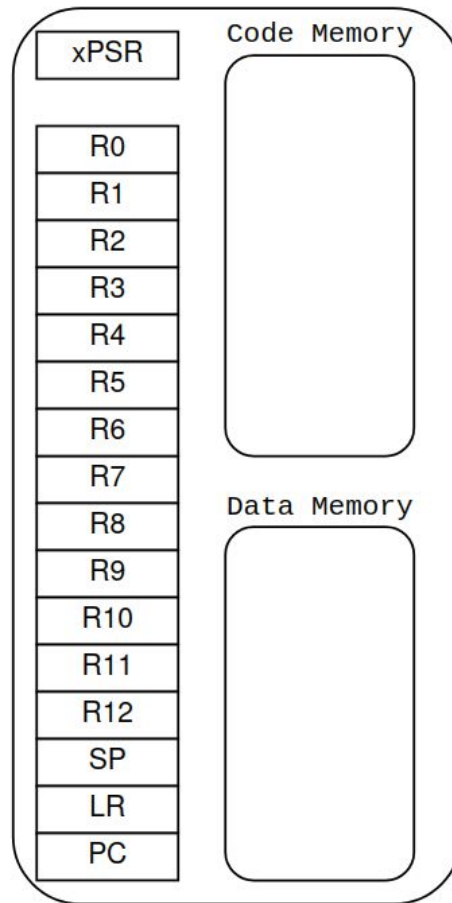 xPSR
R0
R1
R2
R3
R4
R5
R6
R7
R8
R9
R10
R11
R12
SP
LR
PC
Code Memory
Data Memory